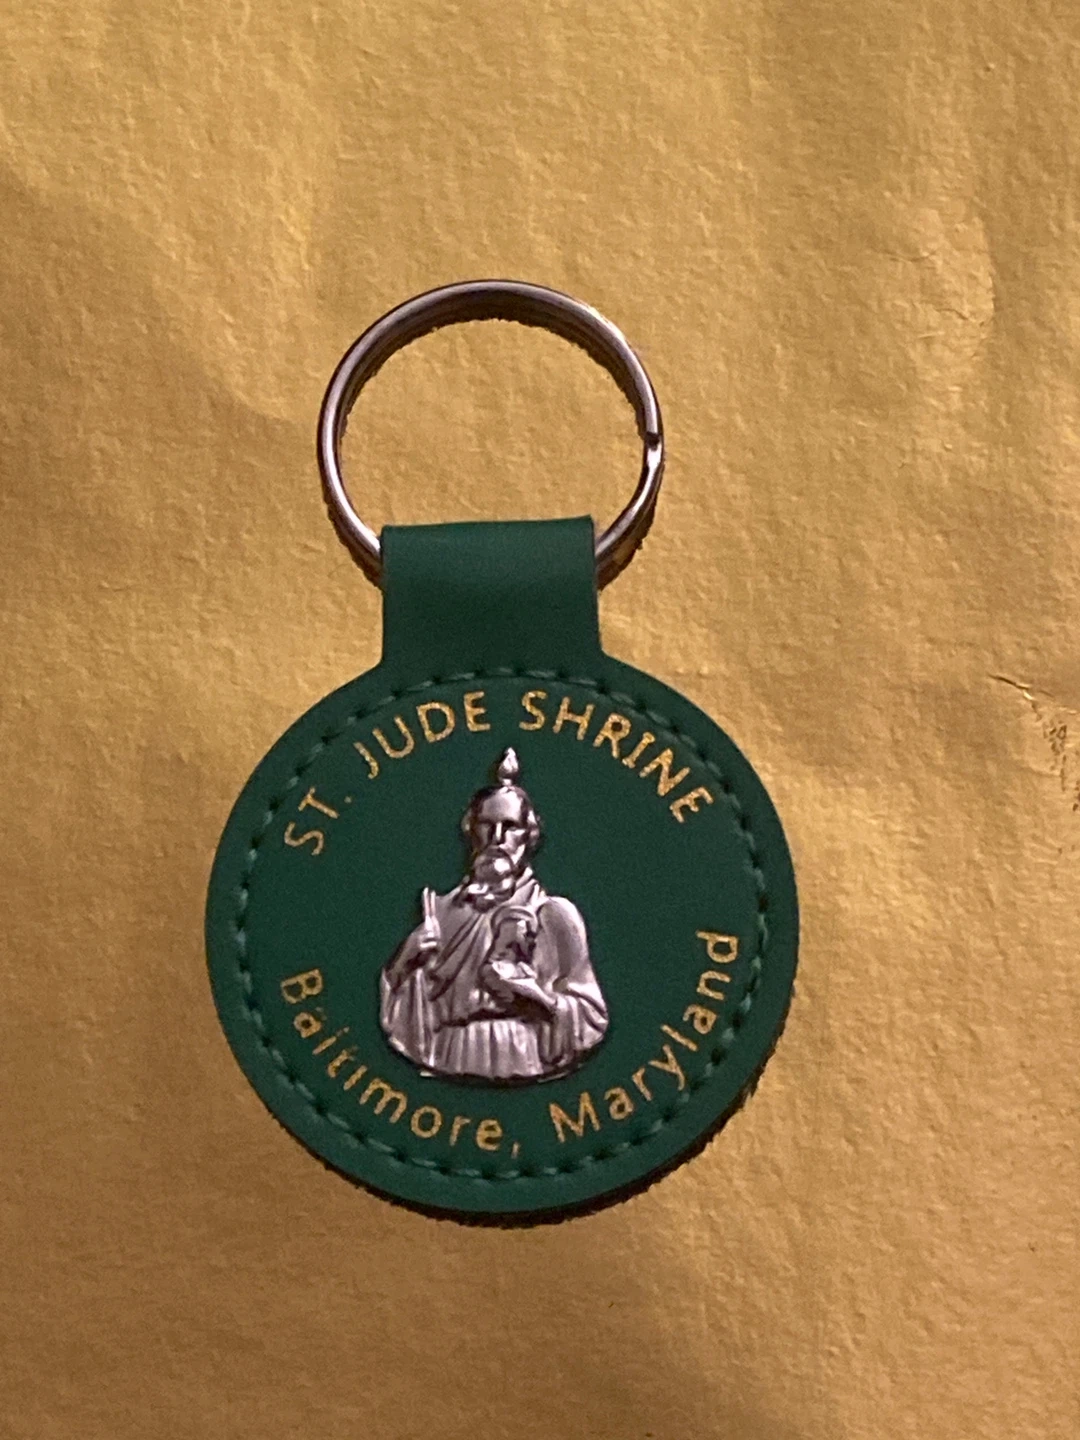 ST. JUDE SHRINE
Baltimore, Maryland